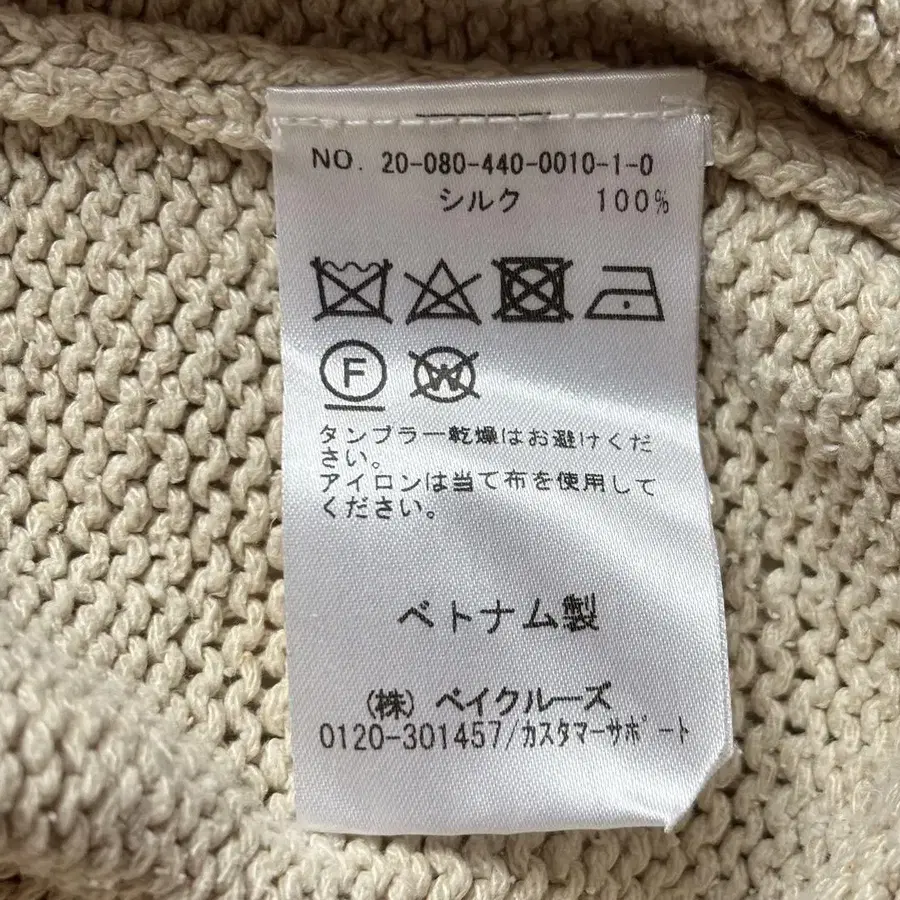 NO. 20-080-440-0010-1-0
シルク 100%
F W
タンブラー乾燥はお避けくだ
さい。
アイロンは当て布を使用して
ください。
ベトナム製
(株) ベイクルーズ
0120-301457/カスタマーサポート